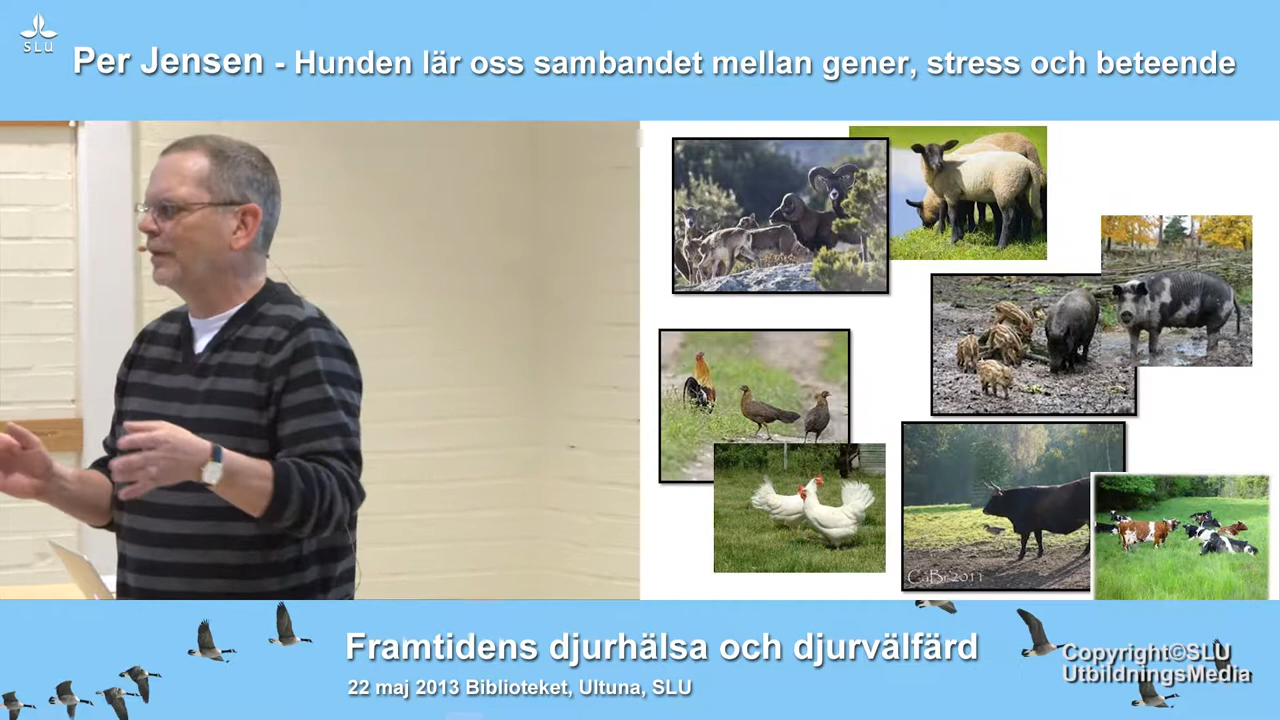 SLU
Per Jensen - Hunden lär oss sambandet mellan gener, stress och beteende
CaBr2011
Framtidens djurhälsa och djurvälfärd
22 maj 2013 Biblioteket, Ultuna, SLU
Copyright©SLU
UtbildningsMedia